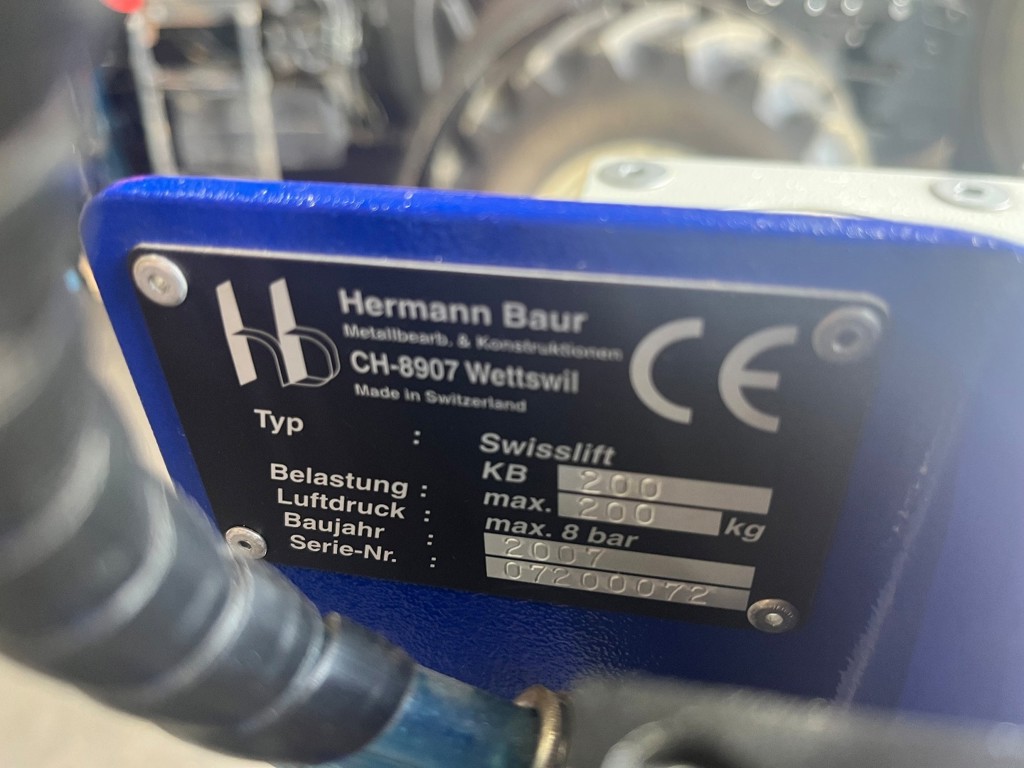 hb
Hermann Baur
Metallbearb. & Konstruktionen
CH-8907 Wettswil
Made in Switzerland
CE
Typ : Swisslift
KB 200
Belastung : max. 200 kg
Luftdruck : max. 8 bar
Baujahr : 2007
Serie-Nr. : 07200072